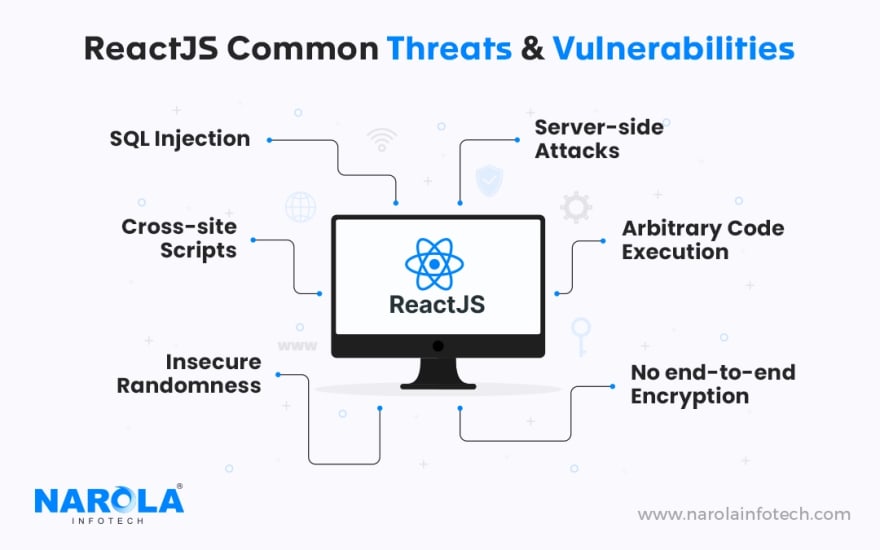 ReactJS Common Threats & Vulnerabilities
SQL Injection
Server-side
Attacks
Cross-site
Scripts
Arbitrary Code
Execution
ReactJS
www
Insecure
Randomness
No end-to-end
Encryption
NAROLA®
INFOTECH
www.narolainfotech.com